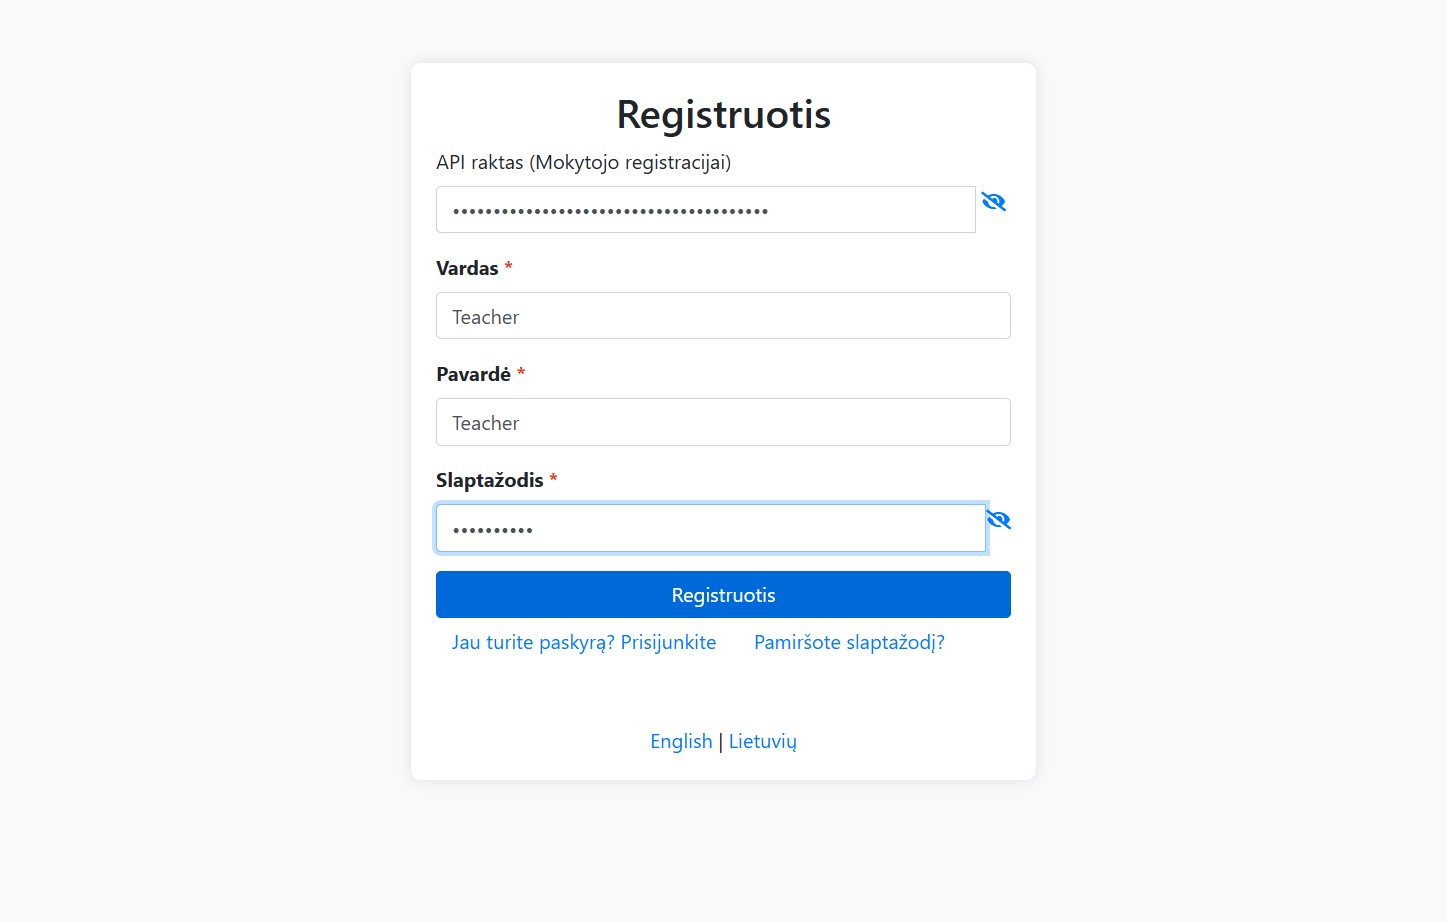 Registruotis
API raktas (Mokytojo registracijai)
•••••••••••••••••••••••••••••••••••••••
Vardas *
Teacher
Pavardė *
Teacher
Slaptažodis *
••••••••••
Registruotis
Jau turite paskyrą? Prisijunkite Pamiršote slaptažodį?
English | Lietuvių